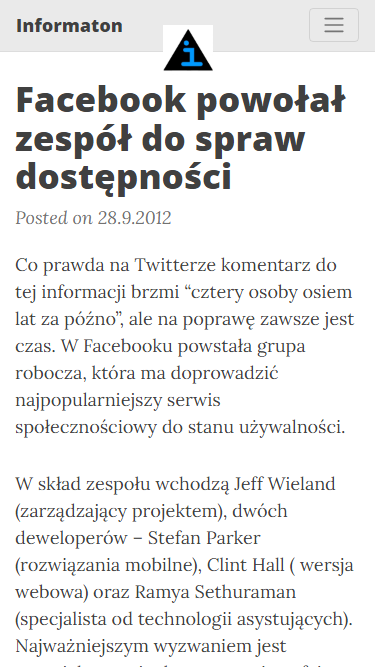 Informaton
Facebook powołał
zespół do spraw
dostępności
Posted on 28.9.2012
Co prawda na Twitterze komentarz do
tej informacji brzmi “cztery osoby osiem
lat za późno”, ale na poprawę zawsze jest
czas. W Facebooku powstała grupa
robocza, która ma doprowadzić
najpopularniejszy serwis
społecznościowy do stanu używalności.
W skład zespołu wchodzą Jeff Wieland
(zarządzający projektem), dwóch
deweloperów – Stefan Parker
(rozwiązania mobilne), Clint Hall ( wersja
webowa) oraz Ramya Sethuraman
(specjalista od technologii asystujących).
Najważniejszym wyzwaniem jest